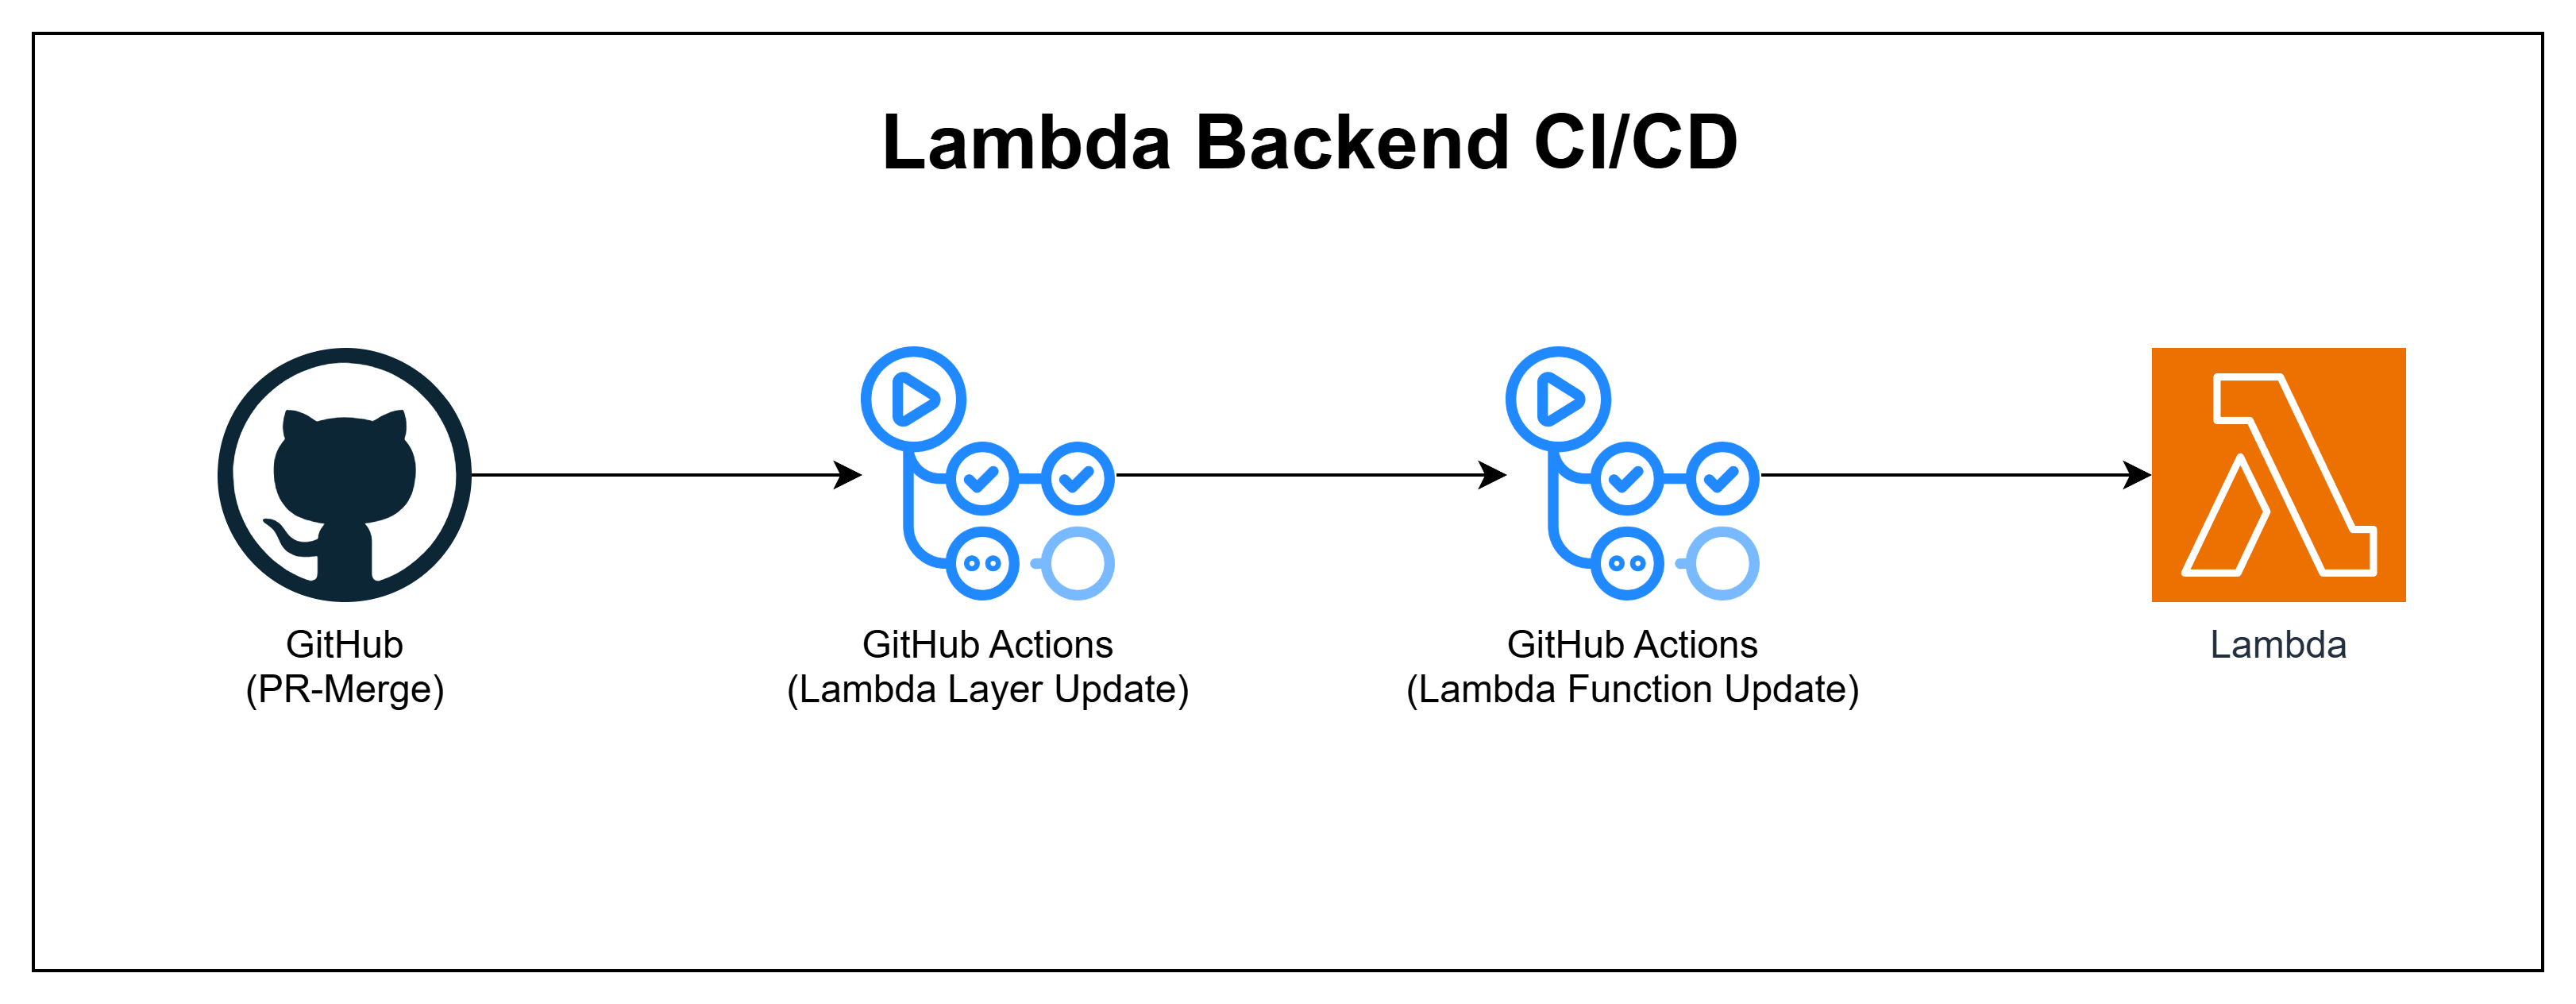 Lambda Backend CI/CD
GitHub
(PR-Merge)
GitHub Actions
(Lambda Layer Update)
GitHub Actions
(Lambda Function Update)
Lambda